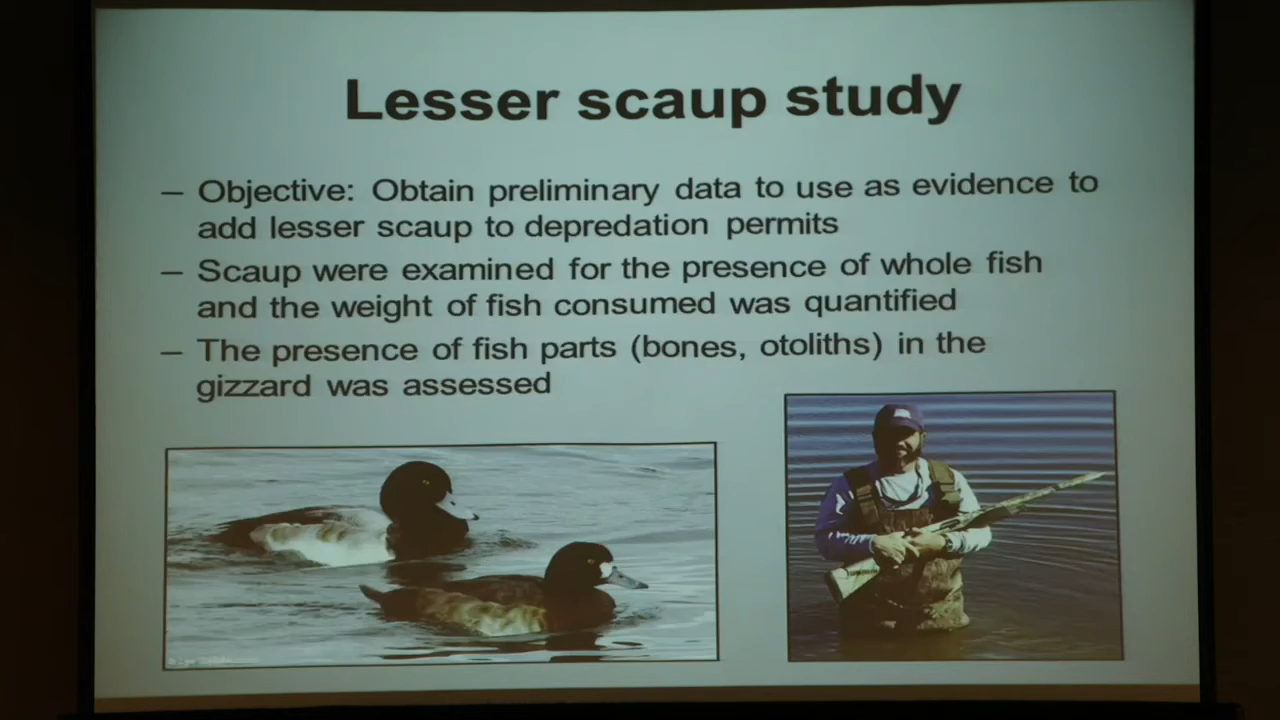 Lesser scaup study
– Objective: Obtain preliminary data to use as evidence to
add lesser scaup to depredation permits
– Scaup were examined for the presence of whole fish
and the weight of fish consumed was quantified
– The presence of fish parts (bones, otoliths) in the
gizzard was assessed